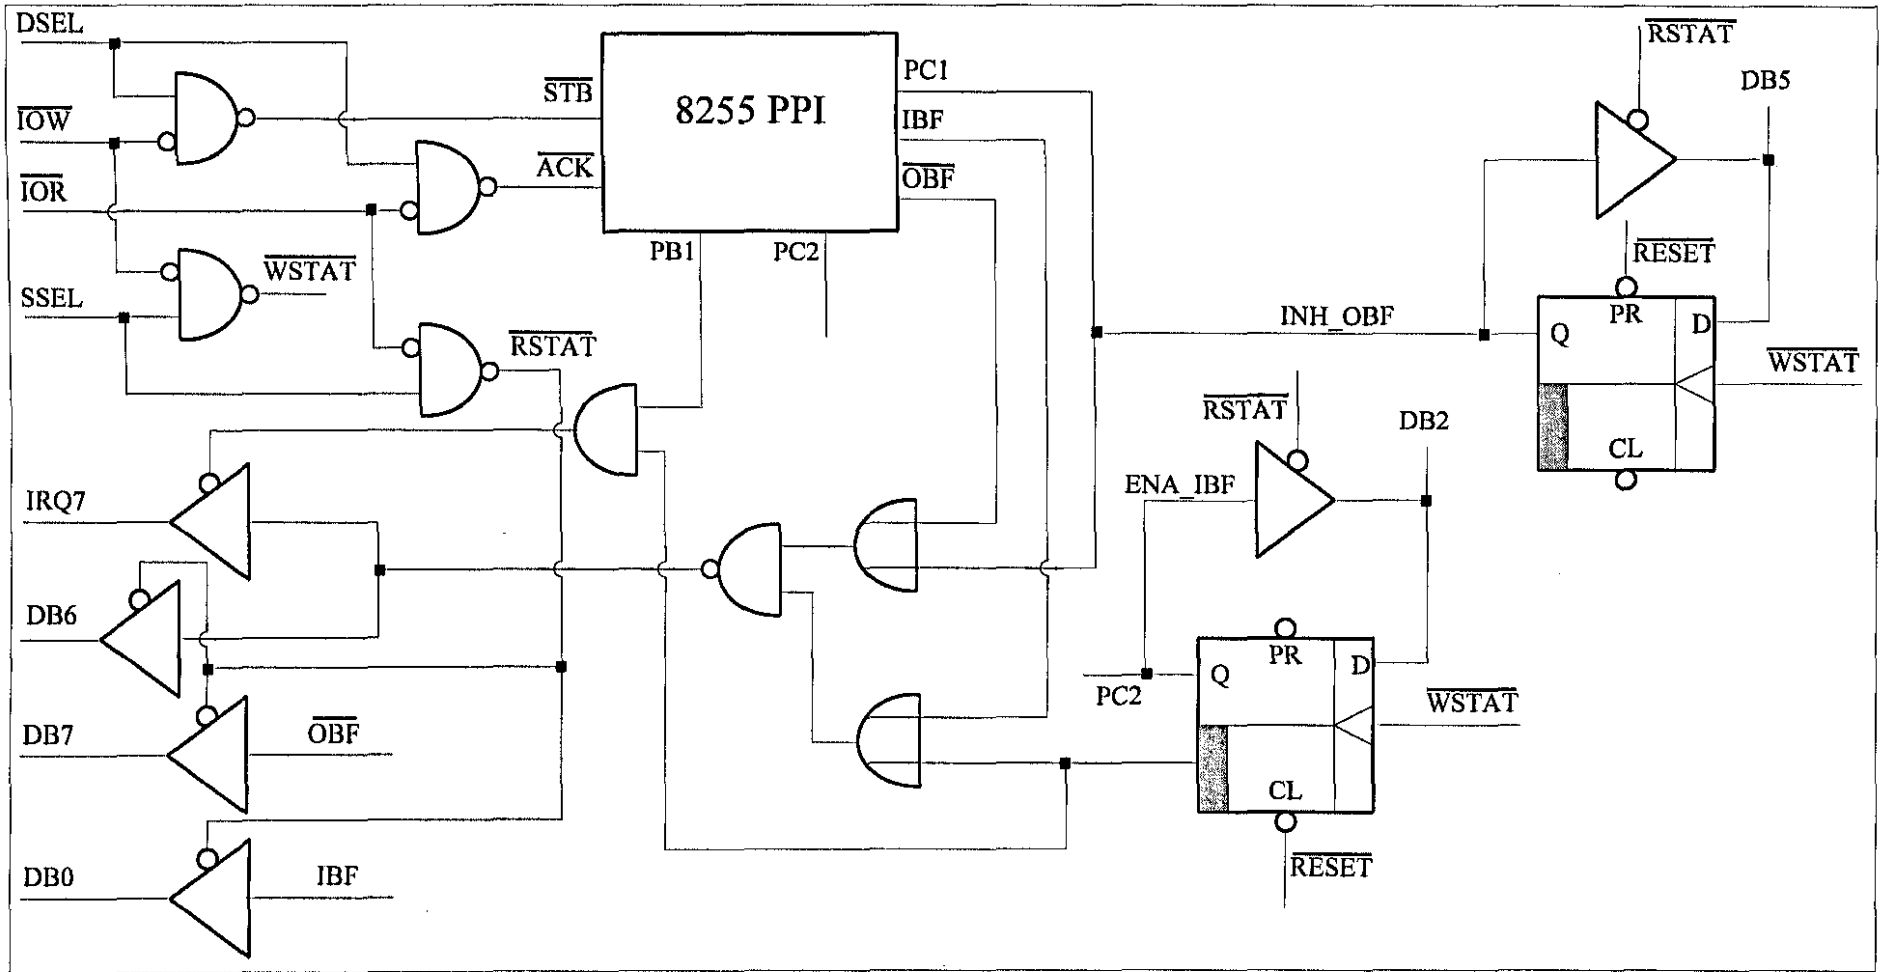 DSEL
IOW
IOR
SSEL
WSTAT
RSTAT
STB
ACK
8255 PPI
PC1
IBF
OBF
PB1
PC2
RSTAT
DB5
RESET
INH_OBF
PR
Q
D
WSTAT
CL
RSTAT
DB2
ENA_IBF
PR
Q
D
PC2
WSTAT
CL
RESET
IRQ7
DB6
DB7
OBF
DB0
IBF